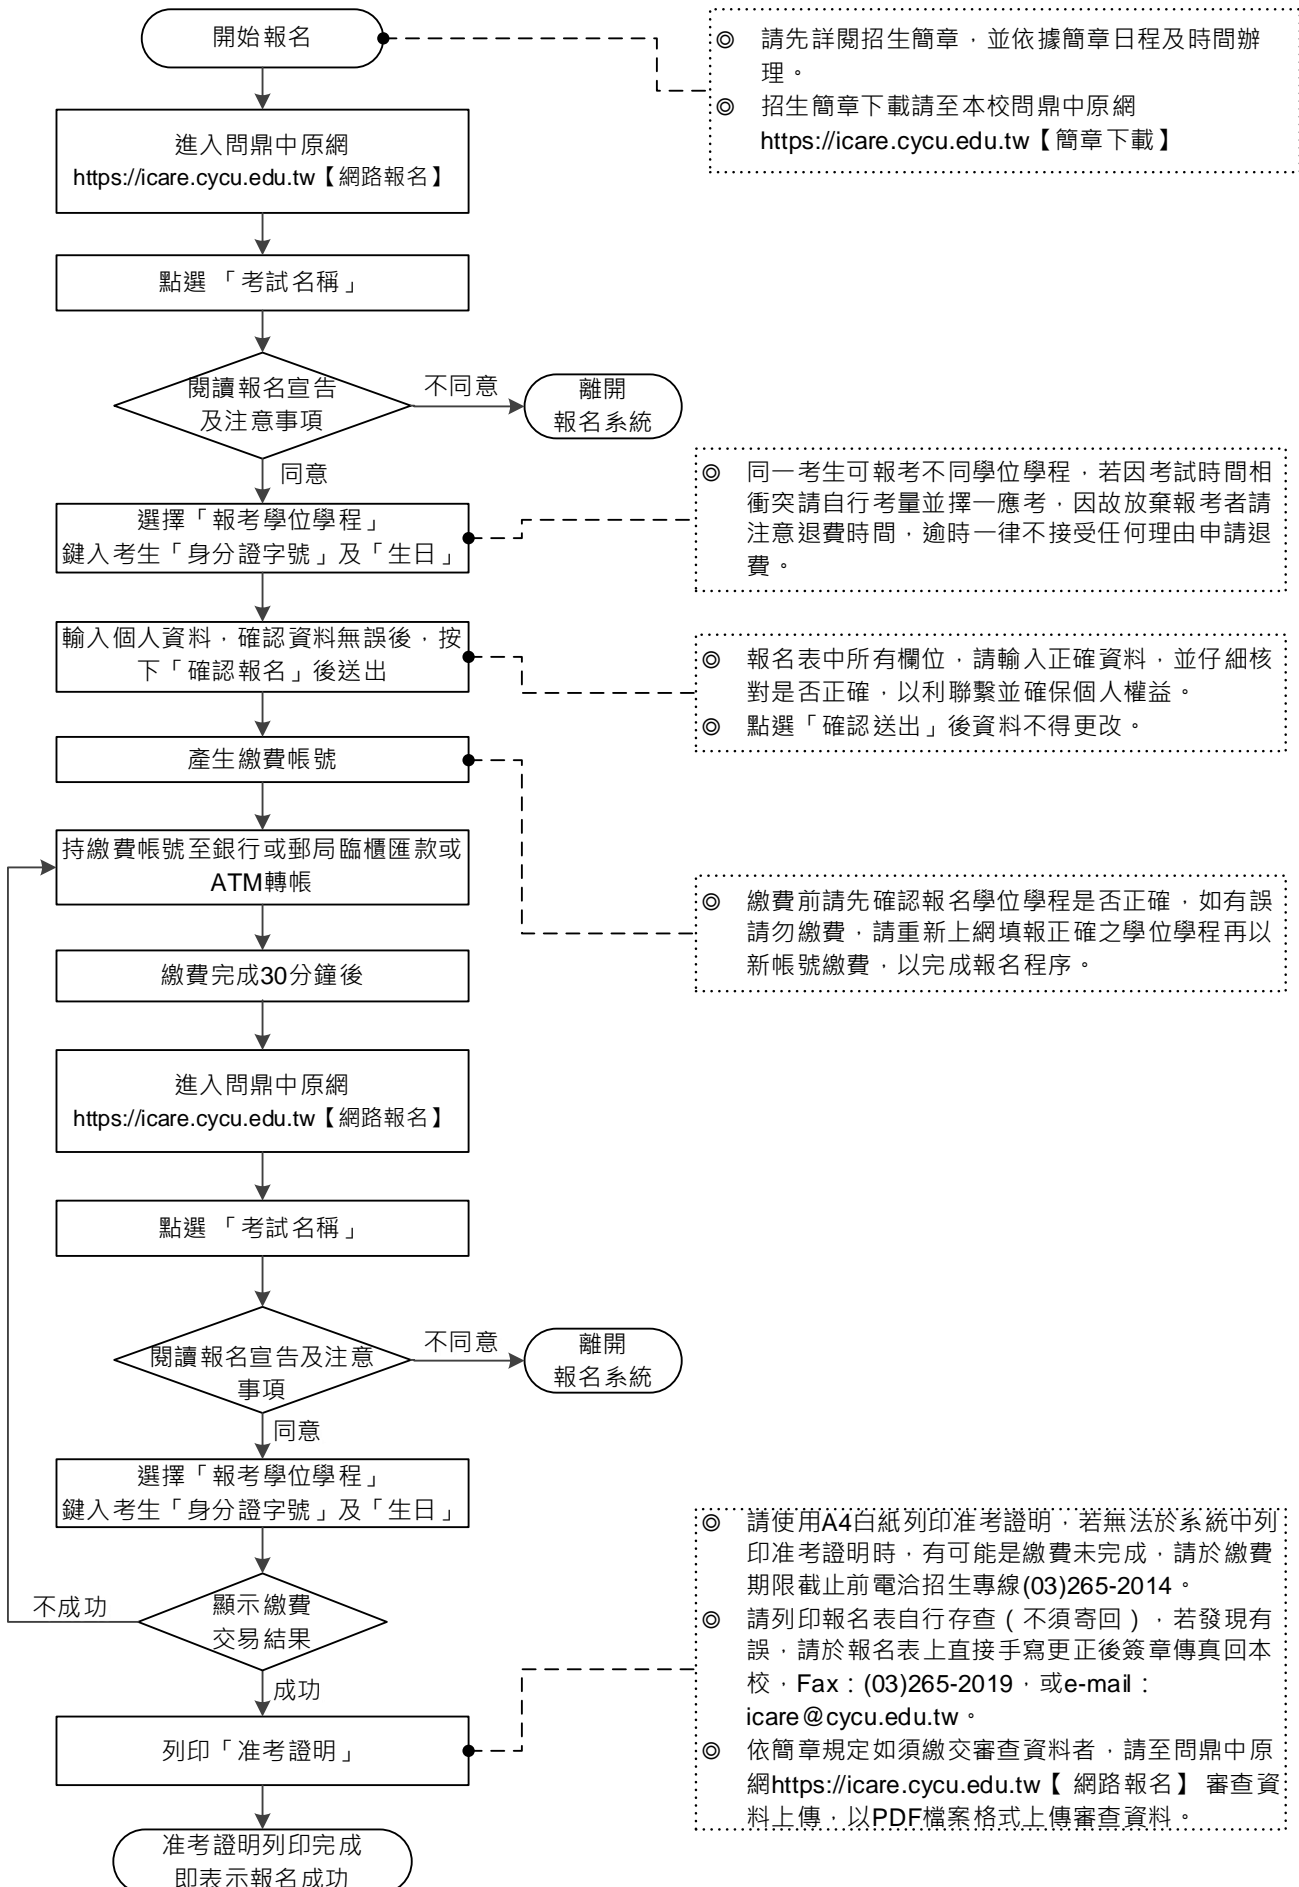 開始報名
◎ 請先詳閱招生簡章，並依據簡章日程及時間辦
理。
◎ 招生簡章下載請至本校問鼎中原網
https://icare.cycu.edu.tw【簡章下載】
進入問鼎中原網
https://icare.cycu.edu.tw【網路報名】
點選 「考試名稱」
閱讀報名宣告
及注意事項
不同意
離開
報名系統
同意
選擇「報考學位學程」
鍵入考生「身分證字號」及「生日」
◎ 同一考生可報考不同學位學程，若因考試時間相
衝突請自行考量並擇一應考，因故放棄報考者請
注意退費時間，逾時一律不接受任何理由申請退
費。
輸入個人資料，確認資料無誤後，按
下「確認報名」後送出
◎ 報名表中所有欄位，請輸入正確資料，並仔細核
對是否正確，以利聯繫並確保個人權益。
◎ 點選「確認送出」後資料不得更改。
產生繳費帳號
持繳費帳號至銀行或郵局臨櫃匯款或
ATM轉帳
◎ 繳費前請先確認報名學位學程是否正確，如有誤
請勿繳費，請重新上網填報正確之學位學程再以
新帳號繳費，以完成報名程序。
繳費完成30分鐘後
進入問鼎中原網
https://icare.cycu.edu.tw【網路報名】
點選 「考試名稱」
閱讀報名宣告及注意
事項
不同意
離開
報名系統
同意
選擇「報考學位學程」
鍵入考生「身分證字號」及「生日」
顯示繳費
交易結果
不成功
成功
列印「准考證明」
◎ 請使用A4白紙列印准考證明，若無法於系統中列
印准考證明時，有可能是繳費未完成，請於繳費
期限截止前電洽招生專線(03)265-2014。
◎ 請列印報名表自行存查（不須寄回），若發現有
誤，請於報名表上直接手寫更正後簽章傳真回本
校，Fax：(03)265-2019，或e-mail：
icare@cycu.edu.tw。
◎ 依簡章規定如須繳交審查資料者，請至問鼎中原
網https://icare.cycu.edu.tw【 網路報名】 審查資
料上傳，以PDF檔案格式上傳審查資料。
准考證明列印完成
即表示報名成功